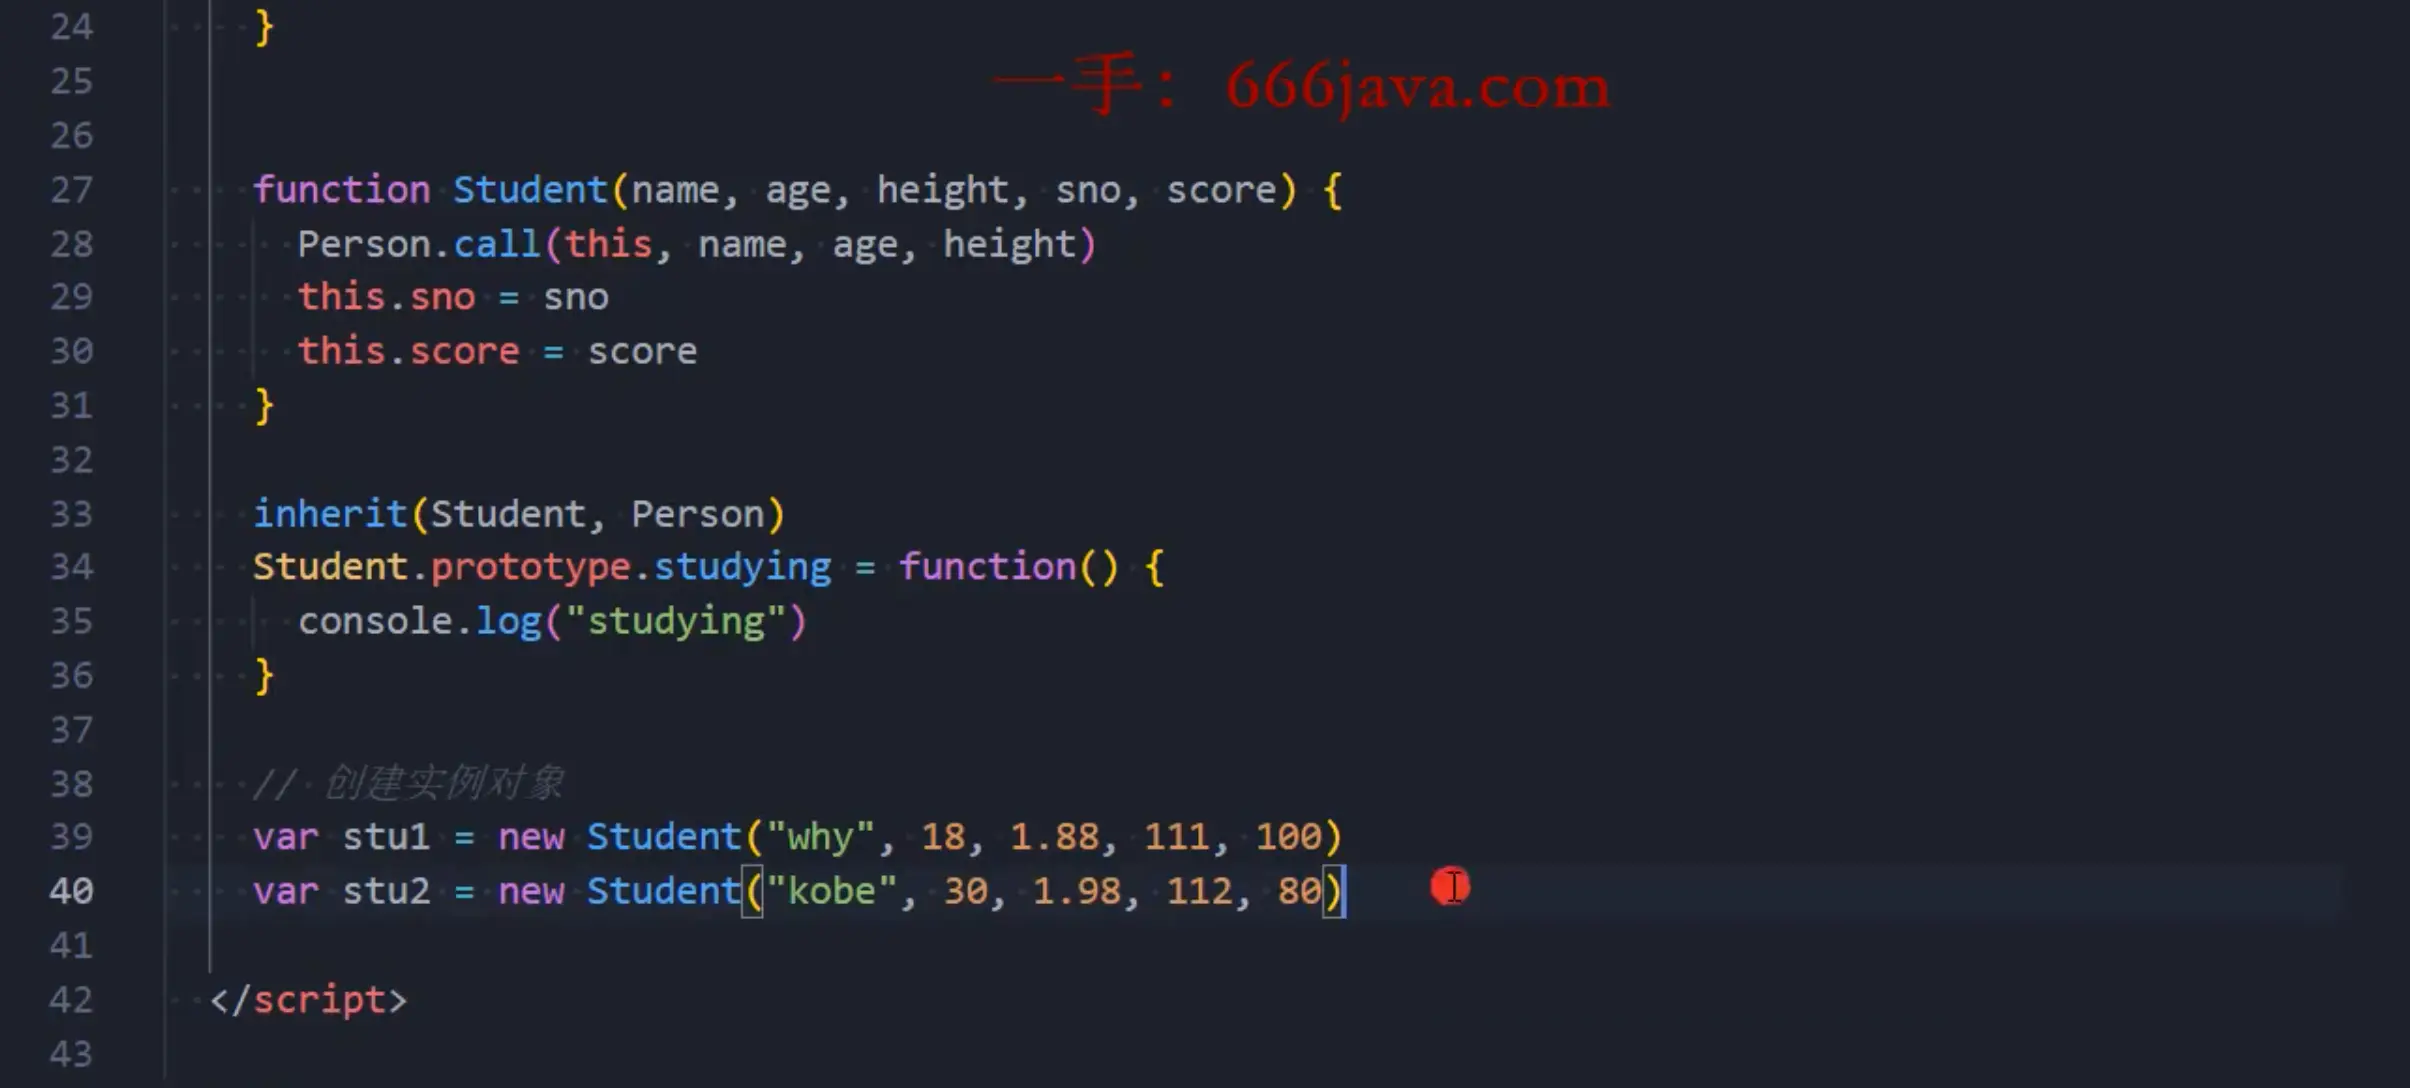 24 }
25 一手：666java.com
26
27 function Student(name, age, height, sno, score) {
28 Person.call(this, name, age, height)
29 this.sno = sno
30 this.score = score
31 }
32
33 inherit(Student, Person)
34 Student.prototype.studying = function() {
35 console.log("studying")
36 }
37
38 // 创建实例对象
39 var stu1 = new Student("why", 18, 1.88, 111, 100)
40 var stu2 = new Student("kobe", 30, 1.98, 112, 80)
41
42 </script>
43